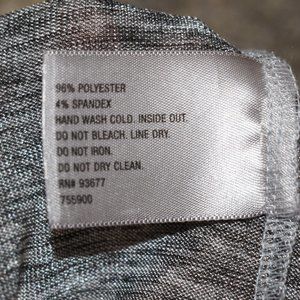 96% POLYESTER
4% SPANDEX
HAND WASH COLD. INSIDE OUT.
DO NOT BLEACH. LINE DRY.
DO NOT IRON.
DO NOT DRY CLEAN.
RN# 93677
755900